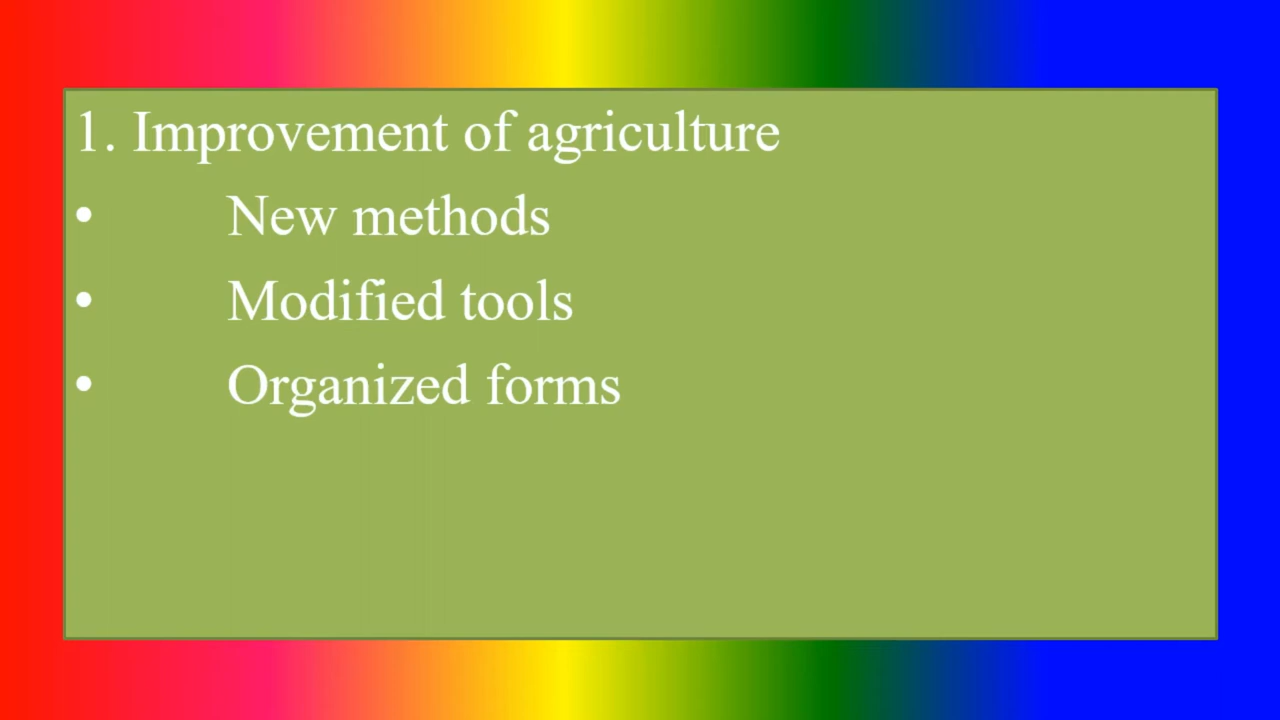 1. Improvement of agriculture
• New methods
• Modified tools
• Organized forms